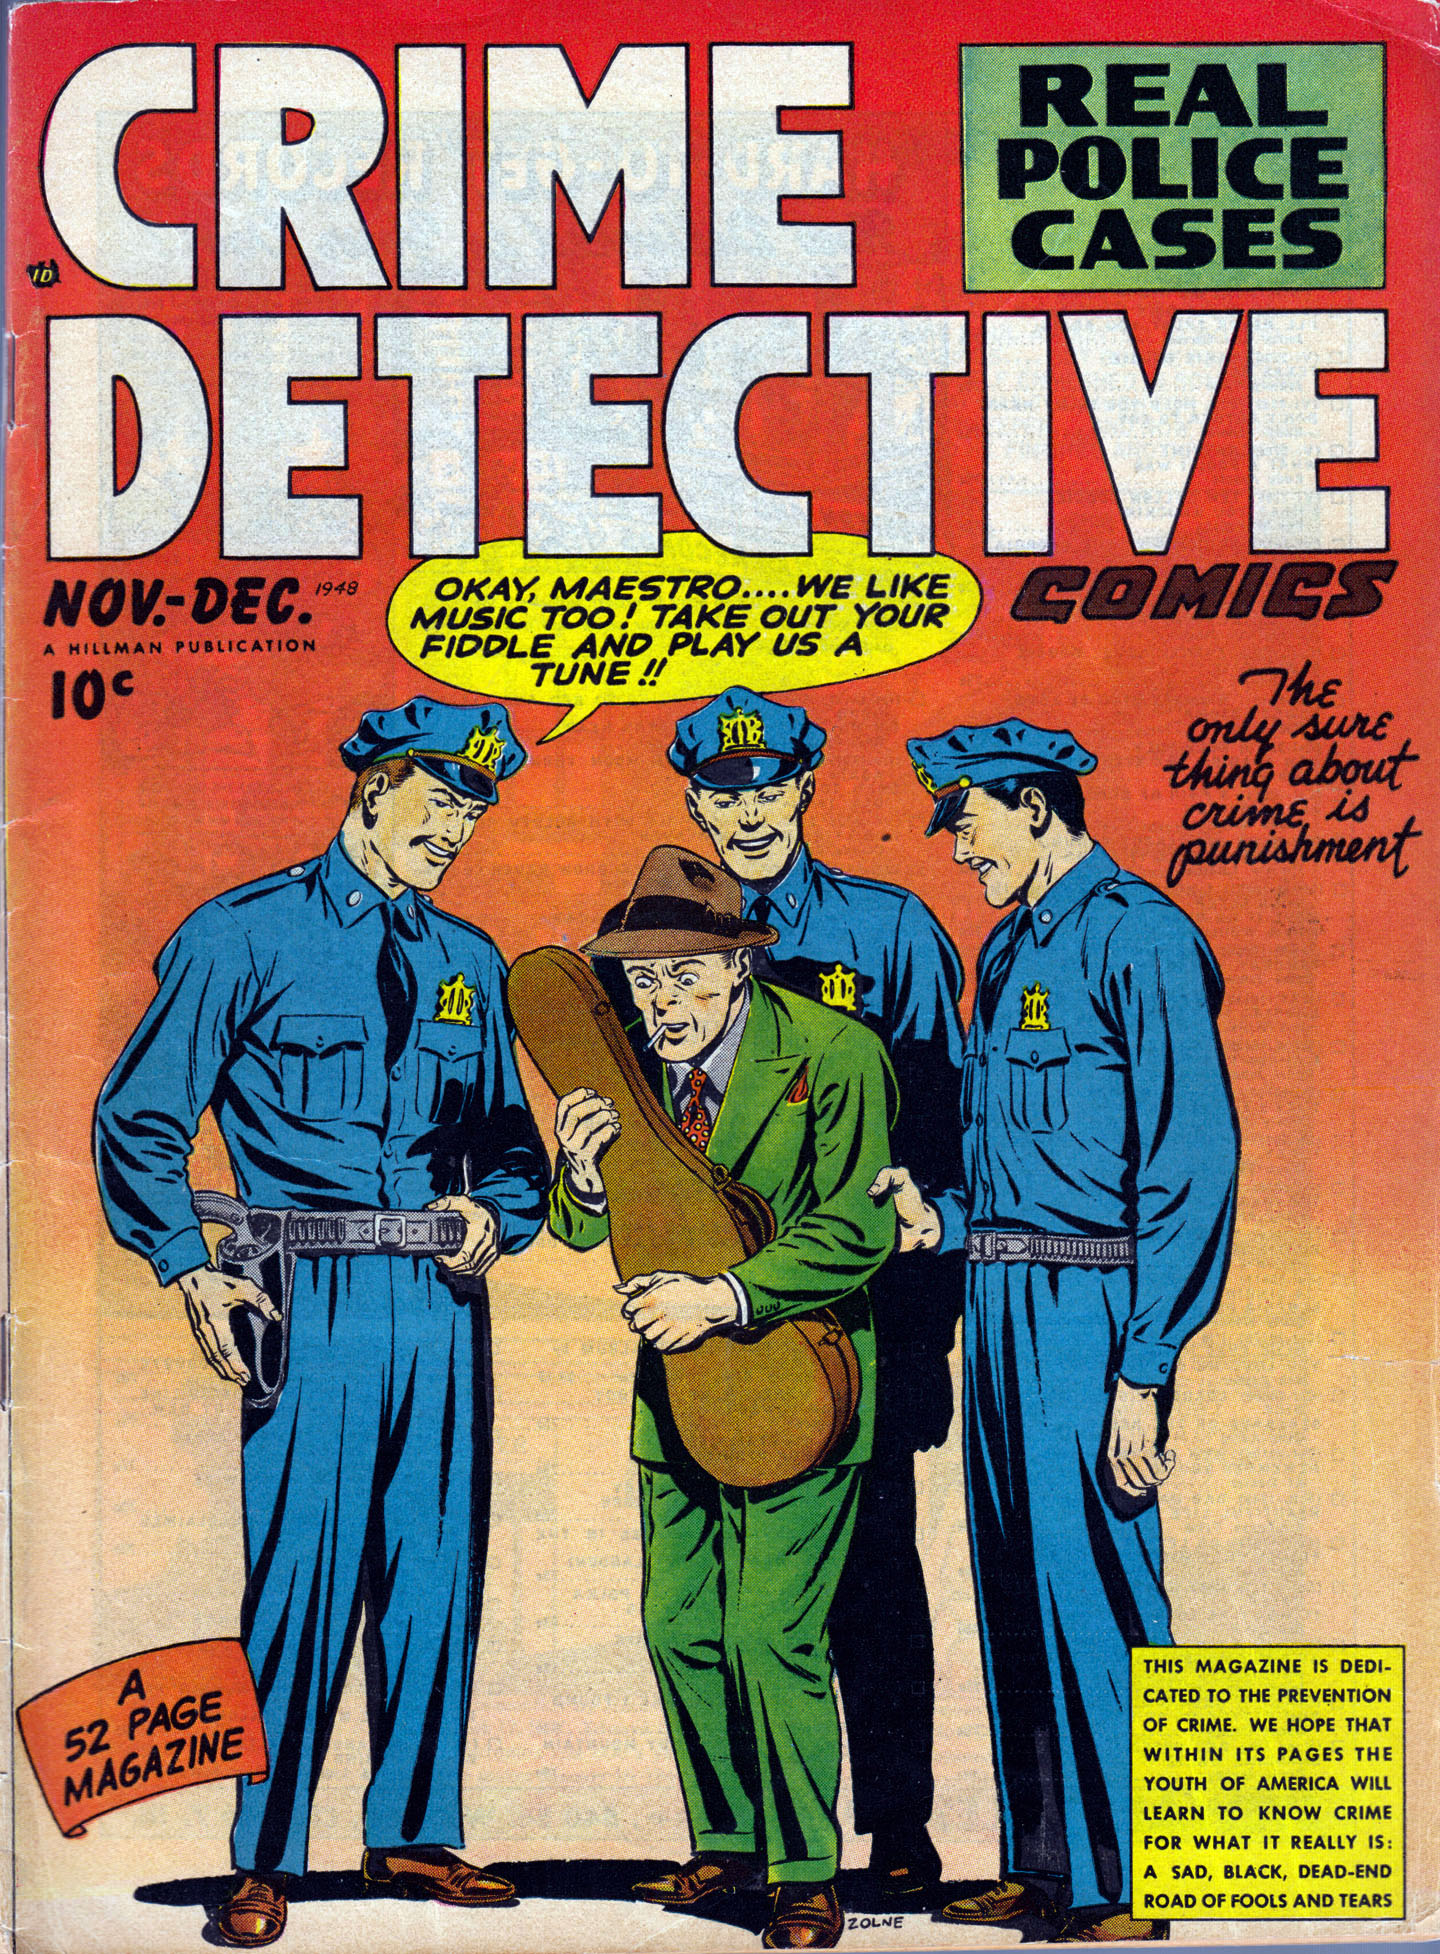 CRIME
DETECTIVE
COMICS
REAL
POLICE
CASES
ID
NOV.-DEC. 1948
A HILLMAN PUBLICATION
10¢
OKAY, MAESTRO....WE LIKE
MUSIC TOO! TAKE OUT YOUR
FIDDLE AND PLAY US A
TUNE!!
The
only sure
thing about
crime is
punishment
A
52 PAGE
MAGAZINE
THIS MAGAZINE IS DEDI-
CATED TO THE PREVENTION
OF CRIME. WE HOPE THAT
WITHIN ITS PAGES THE
YOUTH OF AMERICA WILL
LEARN TO KNOW CRIME
FOR WHAT IT REALLY IS:
A SAD, BLACK, DEAD-END
ROAD OF FOOLS AND TEARS
ZOLNE